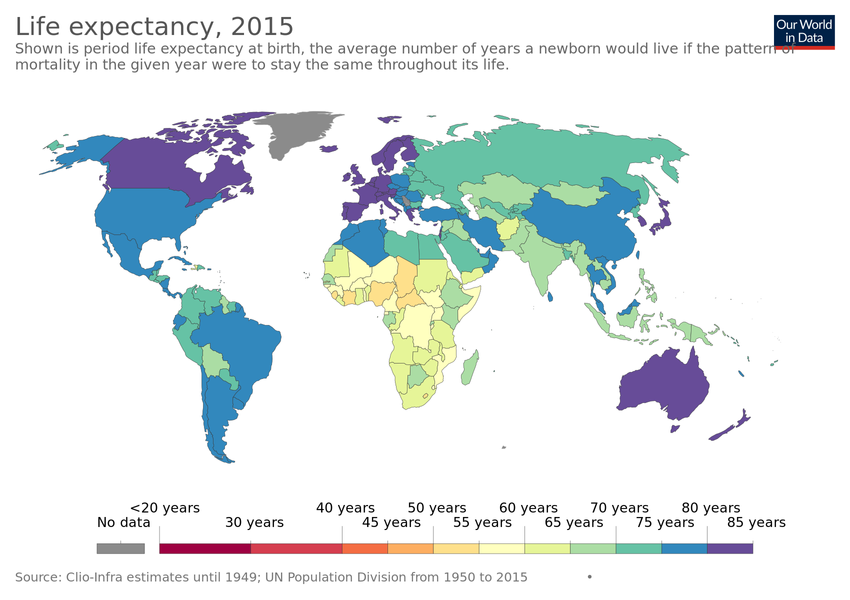 Life expectancy, 2015
Our World
in Data
Shown is period life expectancy at birth, the average number of years a newborn would live if the pattern of
mortality in the given year were to stay the same throughout its life.
<20 years 40 years 50 years 60 years 70 years 80 years
No data 30 years 45 years 55 years 65 years 75 years 85 years
Source: Clio-Infra estimates until 1949; UN Population Division from 1950 to 2015 •